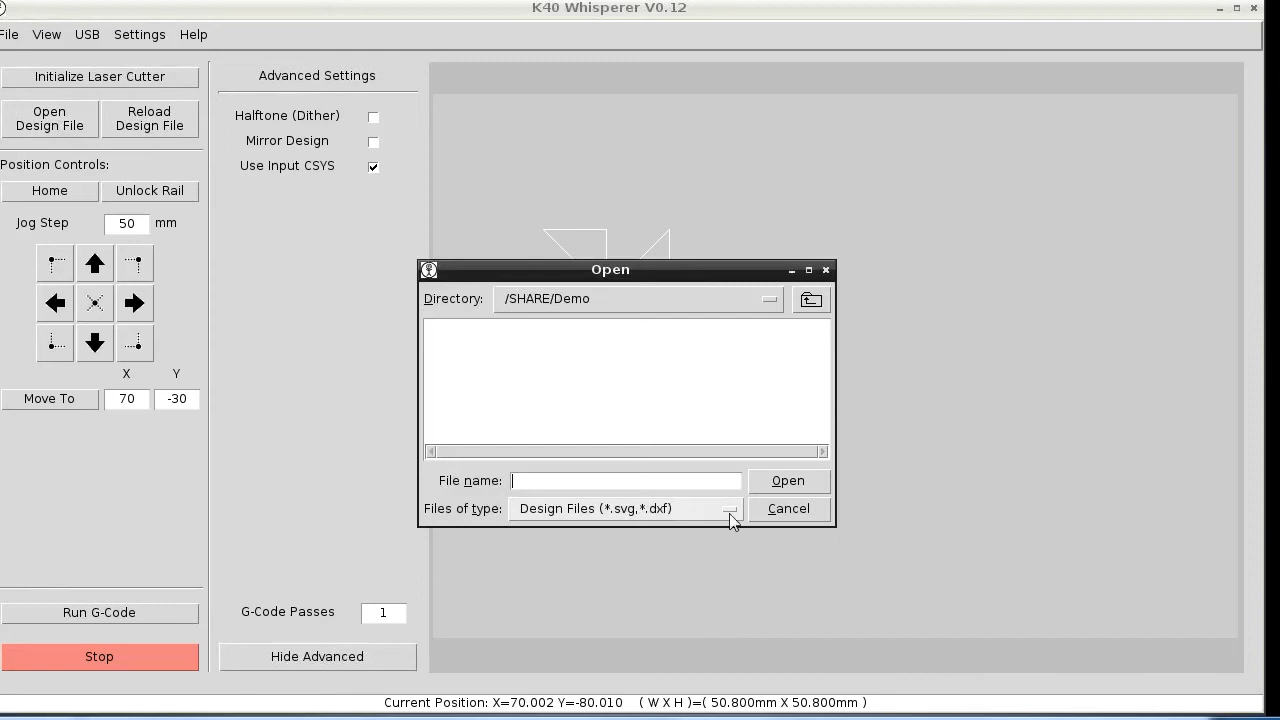 K40 Whisperer V0.12
File View USB Settings Help
Initialize Laser Cutter
Open
Design File
Reload
Design File
Position Controls:
Home
Unlock Rail
Jog Step 50 mm
X Y
Move To 70 -30
Run G-Code
Stop
Advanced Settings
Halftone (Dither)
Mirror Design
Use Input CSYS
G-Code Passes 1
Hide Advanced
Open
Directory: /SHARE/Demo
File name: Open
Files of type: Design Files (*.svg,*.dxf) Cancel
Current Position: X=70.002 Y=-80.010 ( W X H )=( 50.800mm X 50.800mm )